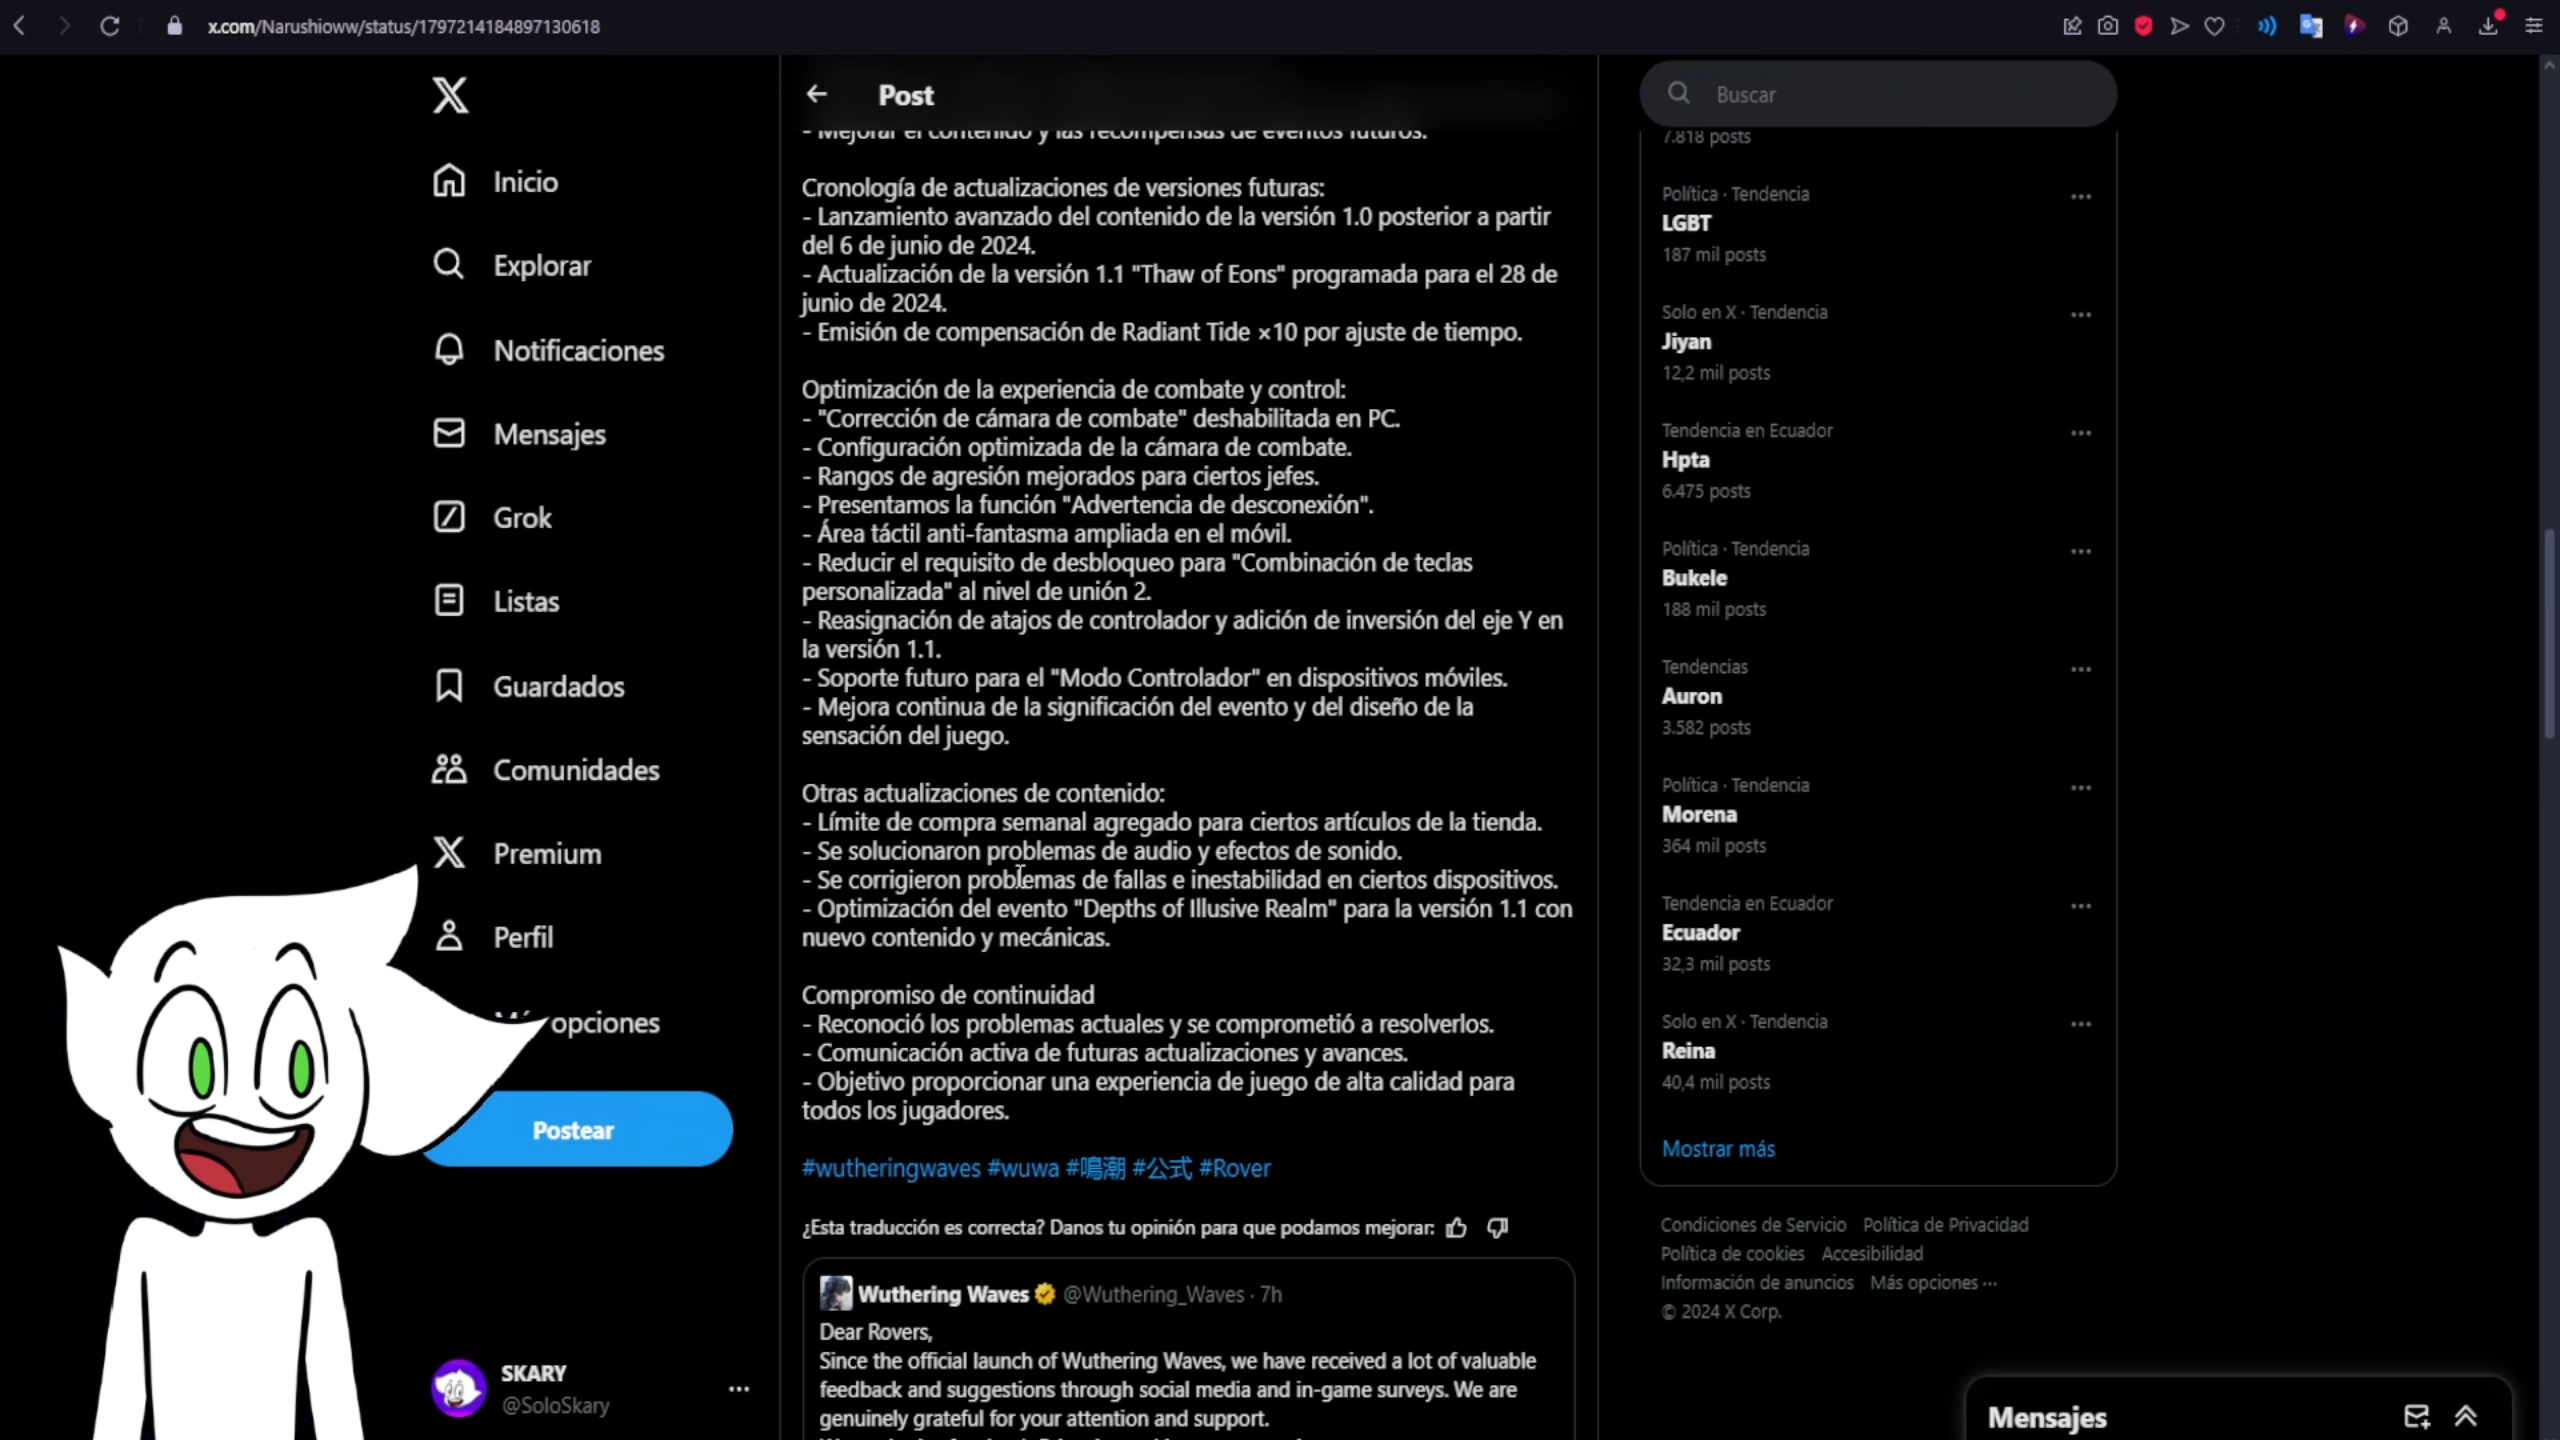 x.com/Narushioww/status/1797214184897130618
Inicio
Explorar
Notificaciones
Mensajes
Grok
Listas
Guardados
Comunidades
Premium
Perfil
opciones
Postear
SKARY
@SoloSkary
Post
- Mejorar el contenido y las recompensas de eventos futuros.
Cronología de actualizaciones de versiones futuras:
- Lanzamiento avanzado del contenido de la versión 1.0 posterior a partir
del 6 de junio de 2024.
- Actualización de la versión 1.1 "Thaw of Eons" programada para el 28 de
junio de 2024.
- Emisión de compensación de Radiant Tide ×10 por ajuste de tiempo.
Optimización de la experiencia de combate y control:
- "Corrección de cámara de combate" deshabilitada en PC.
- Configuración optimizada de la cámara de combate.
- Rangos de agresión mejorados para ciertos jefes.
- Presentamos la función "Advertencia de desconexión".
- Área táctil anti-fantasma ampliada en el móvil.
- Reducir el requisito de desbloqueo para "Combinación de teclas
personalizada" al nivel de unión 2.
- Reasignación de atajos de controlador y adición de inversión del eje Y en
la versión 1.1.
- Soporte futuro para el "Modo Controlador" en dispositivos móviles.
- Mejora continua de la significación del evento y del diseño de la
sensación del juego.
Otras actualizaciones de contenido:
- Límite de compra semanal agregado para ciertos artículos de la tienda.
- Se solucionaron problemas de audio y efectos de sonido.
- Se corrigieron problemas de fallas e inestabilidad en ciertos dispositivos.
- Optimización del evento "Depths of Illusive Realm" para la versión 1.1 con
nuevo contenido y mecánicas.
Compromiso de continuidad
- Reconoció los problemas actuales y se comprometió a resolverlos.
- Comunicación activa de futuras actualizaciones y avances.
- Objetivo proporcionar una experiencia de juego de alta calidad para
todos los jugadores.
#wutheringwaves #wuwa #鳴潮 #公式 #Rover
¿Esta traducción es correcta? Danos tu opinión para que podamos mejorar:
Wuthering Waves @Wuthering_Waves · 7h
Dear Rovers,
Since the official launch of Wuthering Waves, we have received a lot of valuable
feedback and suggestions through social media and in-game surveys. We are
genuinely grateful for your attention and support.
Buscar
7.818 posts
Política · Tendencia
LGBT
187 mil posts
Solo en X · Tendencia
Jiyan
12,2 mil posts
Tendencia en Ecuador
Hpta
6.475 posts
Política · Tendencia
Bukele
188 mil posts
Tendencias
Auron
3.582 posts
Política · Tendencia
Morena
364 mil posts
Tendencia en Ecuador
Ecuador
32,3 mil posts
Solo en X · Tendencia
Reina
40,4 mil posts
Mostrar más
Condiciones de Servicio Política de Privacidad
Política de cookies Accesibilidad
Información de anuncios Más opciones ···
© 2024 X Corp.
Mensajes